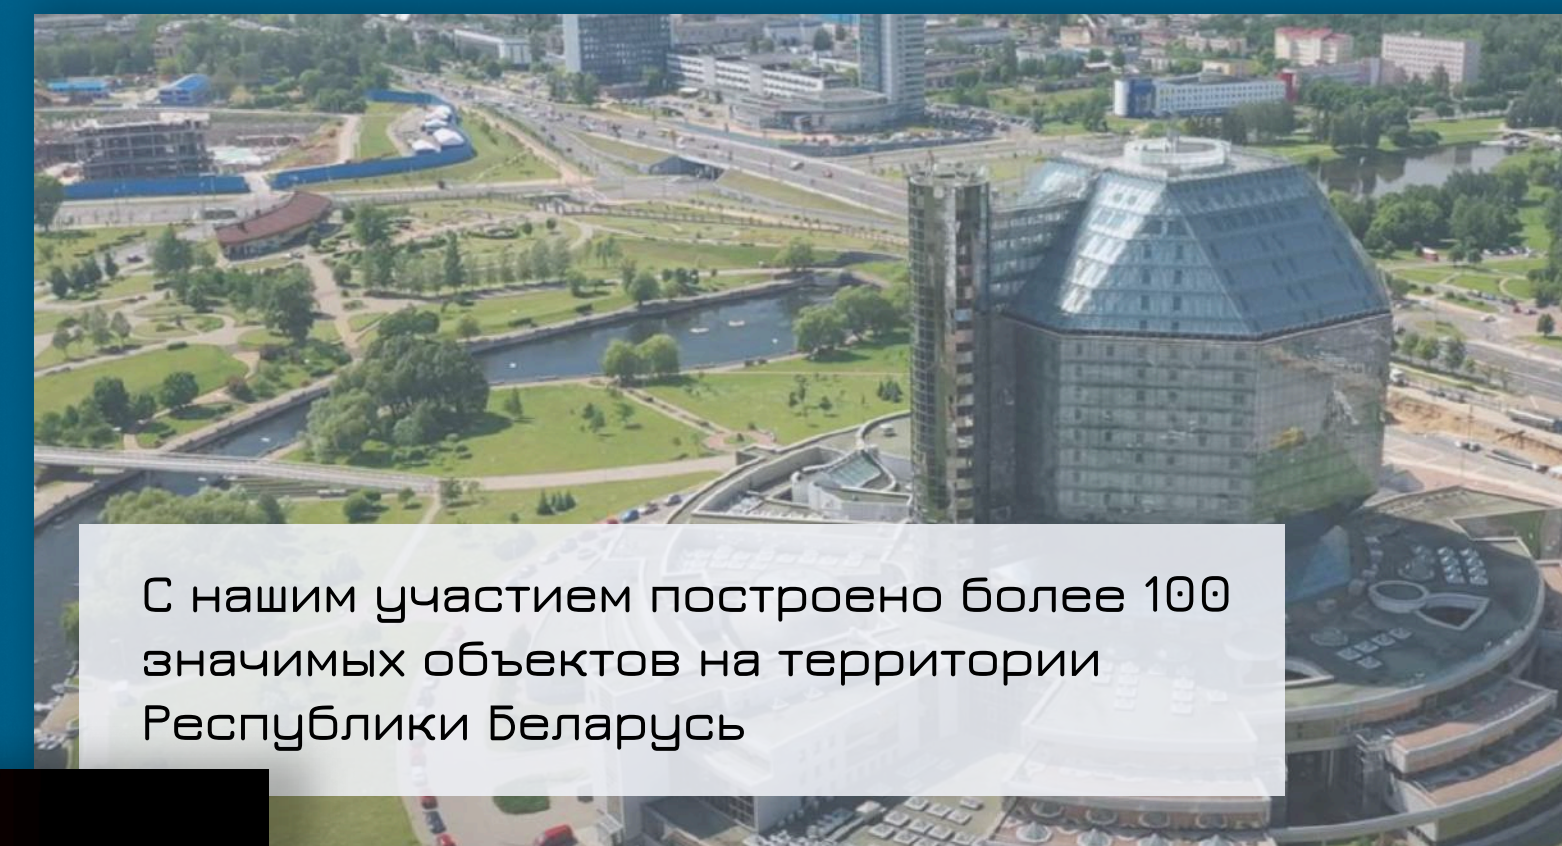 С нашим участием построено более 100
значимых объектов на территории
Республики Беларусь